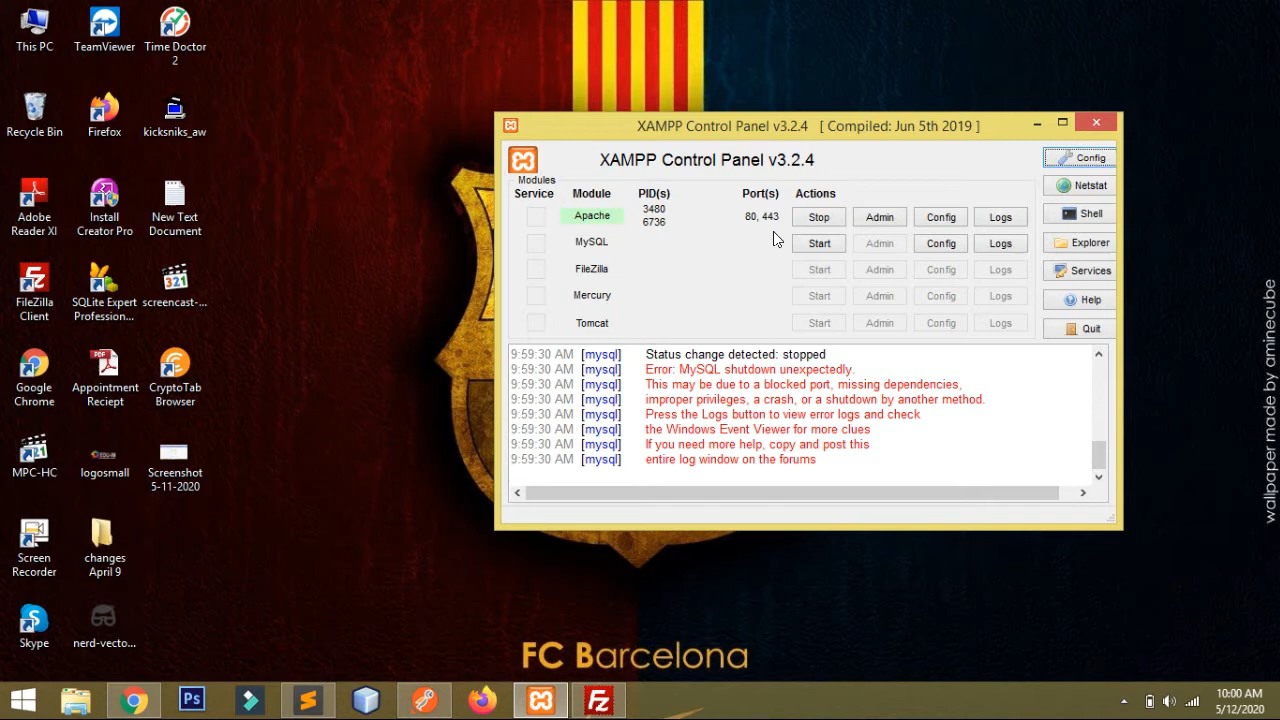 This PC
TeamViewer
Time Doctor
2
Recycle Bin
Firefox
kicksniks_aw
Adobe
Reader XI
Install
Creator Pro
New Text
Document
FileZilla
Client
SQLite Expert
Profession...
screencast-...
Google
Chrome
Appointment
Reciept
CryptoTab
Browser
MPC-HC
logosmall
Screenshot
5-11-2020
Screen
Recorder
changes
April 9
Skype
nerd-vecto...
XAMPP Control Panel v3.2.4 [ Compiled: Jun 5th 2019 ]
XAMPP Control Panel v3.2.4
Config
Modules
Service Module PID(s) Port(s) Actions
Netstat
Apache 3480 80, 443 Stop Admin Config Logs
6736
Shell
MySQL Start Admin Config Logs
Explorer
FileZilla Start Admin Config Logs
Services
Mercury Start Admin Config Logs
Help
Tomcat Start Admin Config Logs
Quit
9:59:30 AM [mysql] Status change detected: stopped
9:59:30 AM [mysql] Error: MySQL shutdown unexpectedly.
9:59:30 AM [mysql] This may be due to a blocked port, missing dependencies,
9:59:30 AM [mysql] improper privileges, a crash, or a shutdown by another method.
9:59:30 AM [mysql] Press the Logs button to view error logs and check
9:59:30 AM [mysql] the Windows Event Viewer for more clues
9:59:30 AM [mysql] If you need more help, copy and post this
9:59:30 AM [mysql] entire log window on the forums
wallpaper made by aminecube
FC Barcelona
Ps
Fz
10:00 AM
5/12/2020